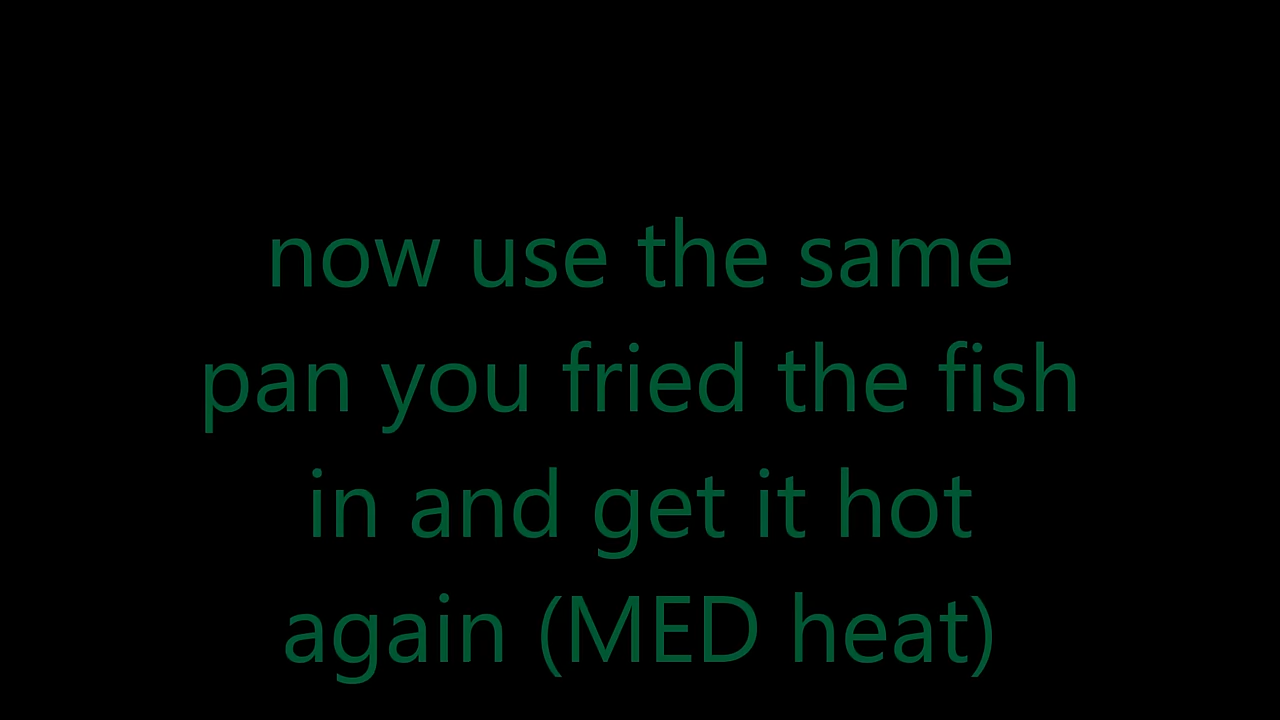 now use the same
pan you fried the fish
in and get it hot
again (MED heat)